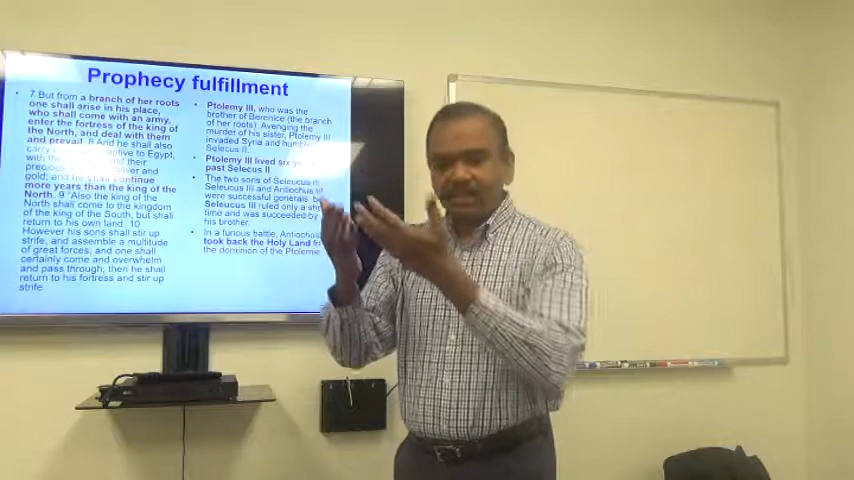 Prophecy fulfillment
• 7 But from a branch of her roots
one shall arise in his place,
who shall come with an army,
enter the fortress of the king of
the North, and deal with them
and prevail. 8 And he shall also
carry captive to Egypt,
with their
precious silver and
gold; and he shall continue
more years than the king of the
North. 9 "Also the king of the
North shall come to the kingdom
of the king of the South, but shall
return to his own land. 10
However his sons shall stir up
strife, and assemble a multitude
of great forces; and one shall
certainly come and overwhelm
and pass through; then he shall
return to his fortress and stir up
strife.
• Ptolemy III, who was the
brother of Berenice (the branch
of her roots). Avenging the
murder of his sister, Ptolemy III
invaded Syria and
Selecus II.
• Ptolemy III lived six
past Selecus II.
• The two sons of Seleucus
Seleucus III and Antiochus
were successful generals,
Seleucus III ruled only a
time and was succeeded by
his brother.
• In a furious battle, Antiochus
took back the Holy Land
the dominion of the Ptolemies